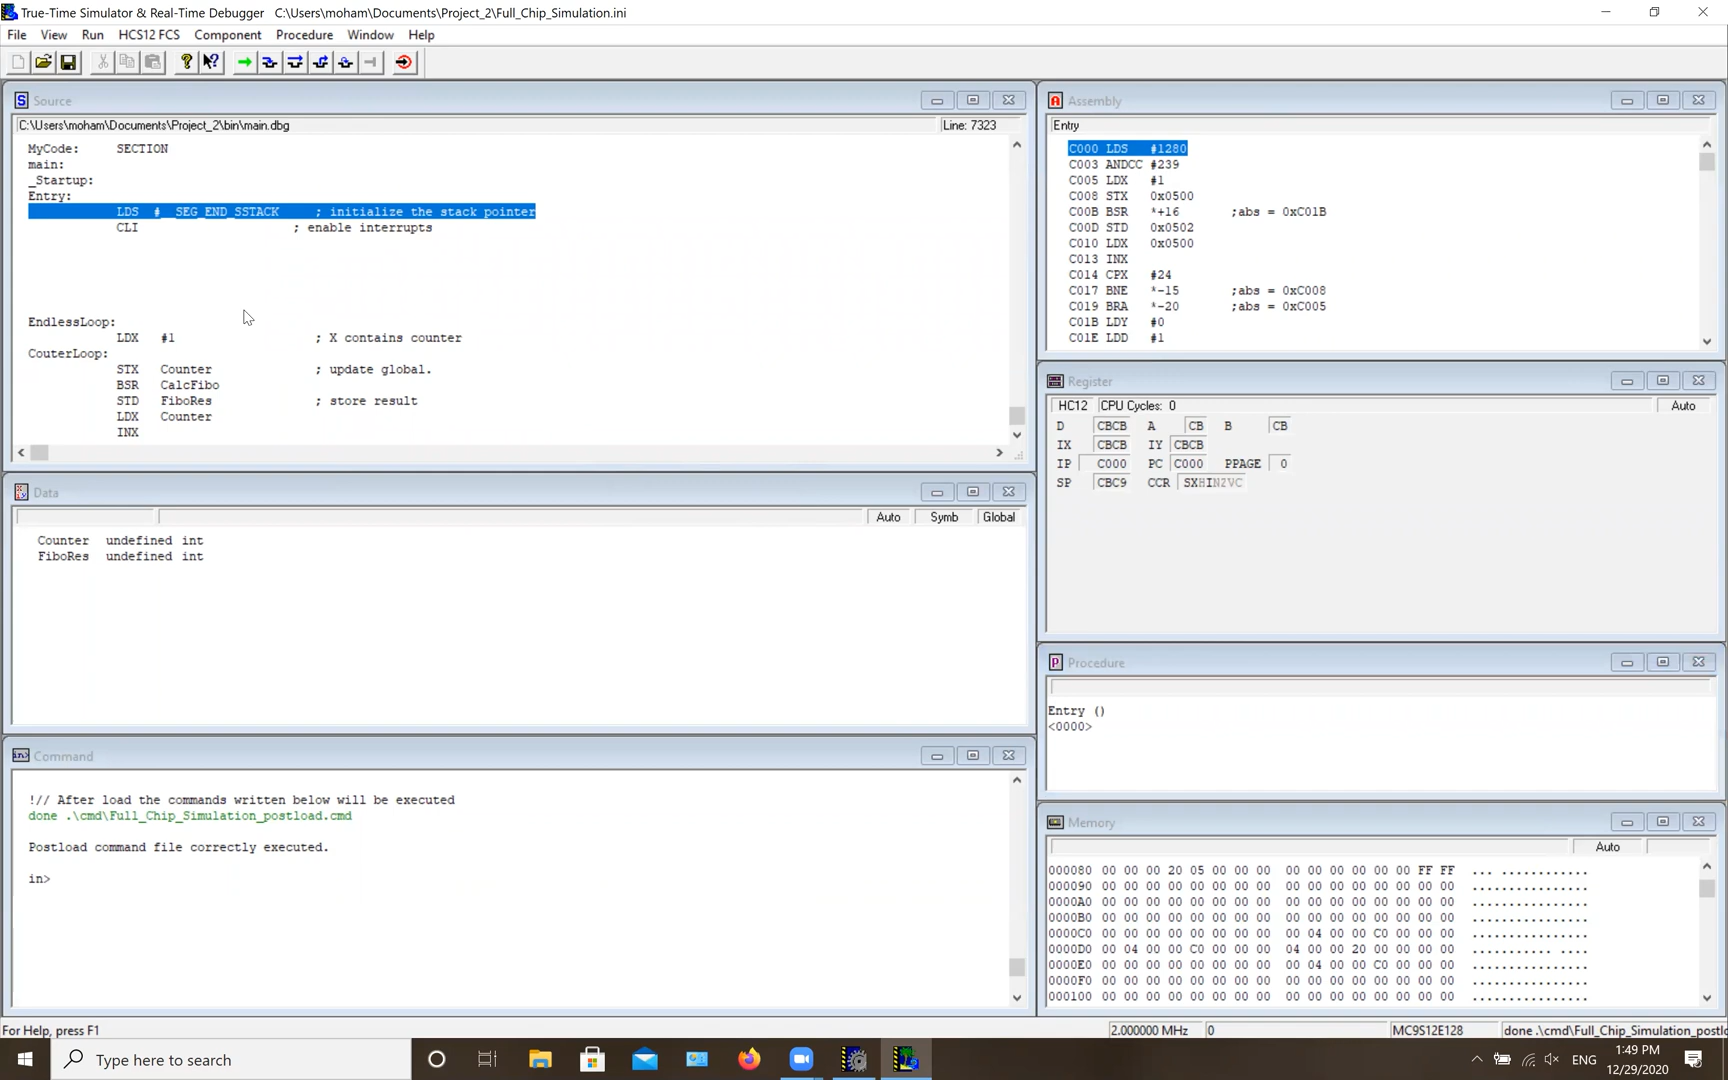 True-Time Simulator & Real-Time Debugger   C:\Users\moham\Documents\Project_2\Full_Chip_Simulation.ini
File View Run HCS12 FCS Component Procedure Window Help
Source
C:\Users\moham\Documents\Project_2\bin\main.dbg Line: 7323
MyCode: SECTION
main:
_Startup:
Entry:
LDS #__SEG_END_SSTACK ; initialize the stack pointer
CLI ; enable interrupts
EndlessLoop:
LDX #1 ; X contains counter
CouterLoop:
STX Counter ; update global.
BSR CalcFibo
STD FiboRes ; store result
LDX Counter
INX
Assembly
Entry
C000 LDS #1280
C003 ANDCC #239
C005 LDX #1
C008 STX 0x0500
C00B BSR *+16 ;abs = 0xC01B
C00D STD 0x0502
C010 LDX 0x0500
C013 INX
C014 CPX #24
C017 BNE *-15 ;abs = 0xC008
C019 BRA *-20 ;abs = 0xC005
C01B LDY #0
C01E LDD #1
Register
HC12 CPU Cycles: 0 Auto
D CBCB A CB B CB
IX CBCB IY CBCB
IP C000 PC C000 PPAGE 0
SP CBC9 CCR SXHINZVC
Data
Auto Symb Global
Counter undefined int
FiboRes undefined int
Procedure
Entry ()
<0000>
Command
!// After load the commands written below will be executed
done .\cmd\Full_Chip_Simulation_postload.cmd
Postload command file correctly executed.
in>
Memory
Auto
000080 00 00 00 20 05 00 00 00 00 00 00 00 00 00 FF FF ... ............
000090 00 00 00 00 00 00 00 00 00 00 00 00 00 00 00 00 ................
0000A0 00 00 00 00 00 00 00 00 00 00 00 00 00 00 00 00 ................
0000B0 00 00 00 00 00 00 00 00 00 00 00 00 00 00 00 00 ................
0000C0 00 00 00 00 00 00 00 00 00 04 00 00 C0 00 00 00 ................
0000D0 00 04 00 00 C0 00 00 00 04 00 00 20 00 00 00 00 ........... ....
0000E0 00 00 00 00 00 00 00 00 00 04 00 00 C0 00 00 00 ................
0000F0 00 00 00 00 00 00 00 00 00 00 00 00 00 00 00 00 ................
000100 00 00 00 00 00 00 00 00 00 00 00 00 00 00 00 00 ................
For Help, press F1 2.000000 MHz 0 MC9S12E128 done .\cmd\Full_Chip_Simulation_postlo
Type here to search
ENG
1:49 PM
12/29/2020